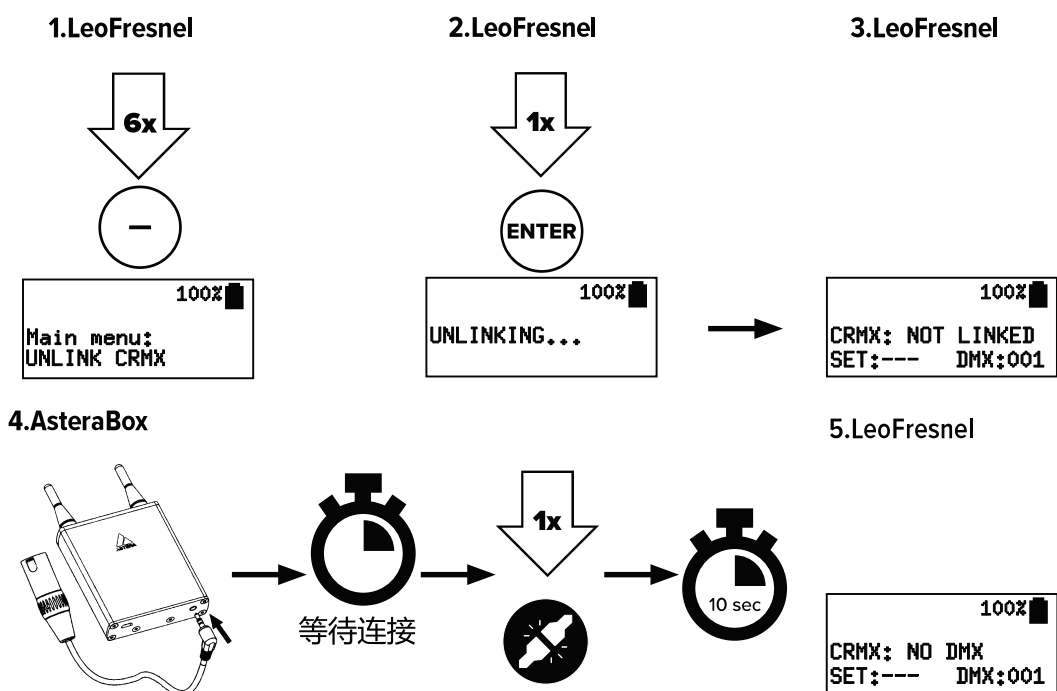 1.LeoFresnel
6x
−
100%
Main menu:
UNLINK CRMX
2.LeoFresnel
1x
ENTER
100%
UNLINKING...
3.LeoFresnel
100%
CRMX: NOT LINKED
SET:--- DMX:001
4.AsteraBox
ASTERA
等待连接
1x
10 sec
5.LeoFresnel
100%
CRMX: NO DMX
SET:--- DMX:001